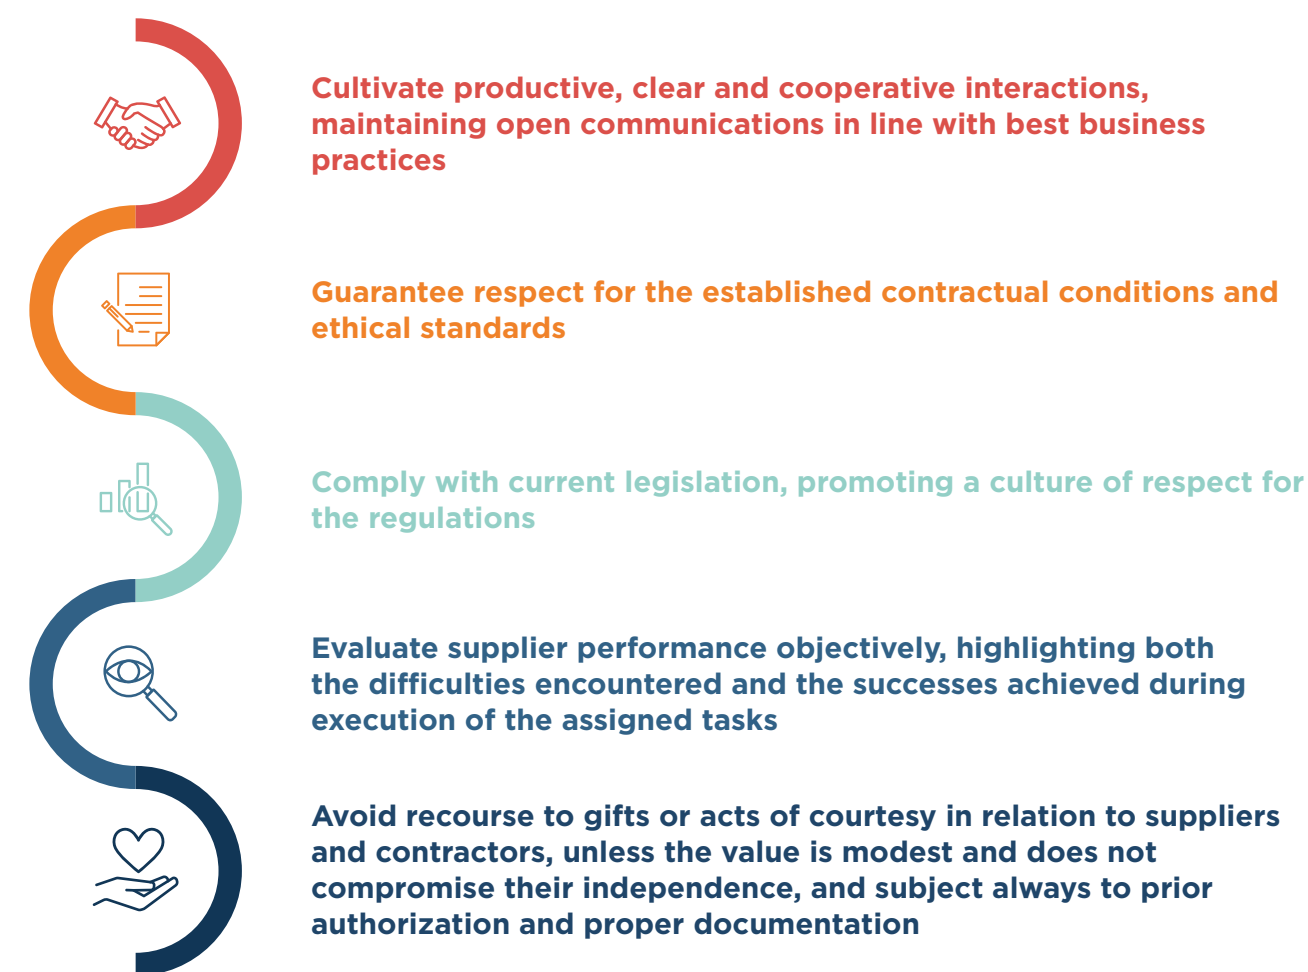 Cultivate productive, clear and cooperative interactions,
maintaining open communications in line with best business
practices
Guarantee respect for the established contractual conditions and
ethical standards
Comply with current legislation, promoting a culture of respect for
the regulations
Evaluate supplier performance objectively, highlighting both
the difficulties encountered and the successes achieved during
execution of the assigned tasks
Avoid recourse to gifts or acts of courtesy in relation to suppliers
and contractors, unless the value is modest and does not
compromise their independence, and subject always to prior
authorization and proper documentation